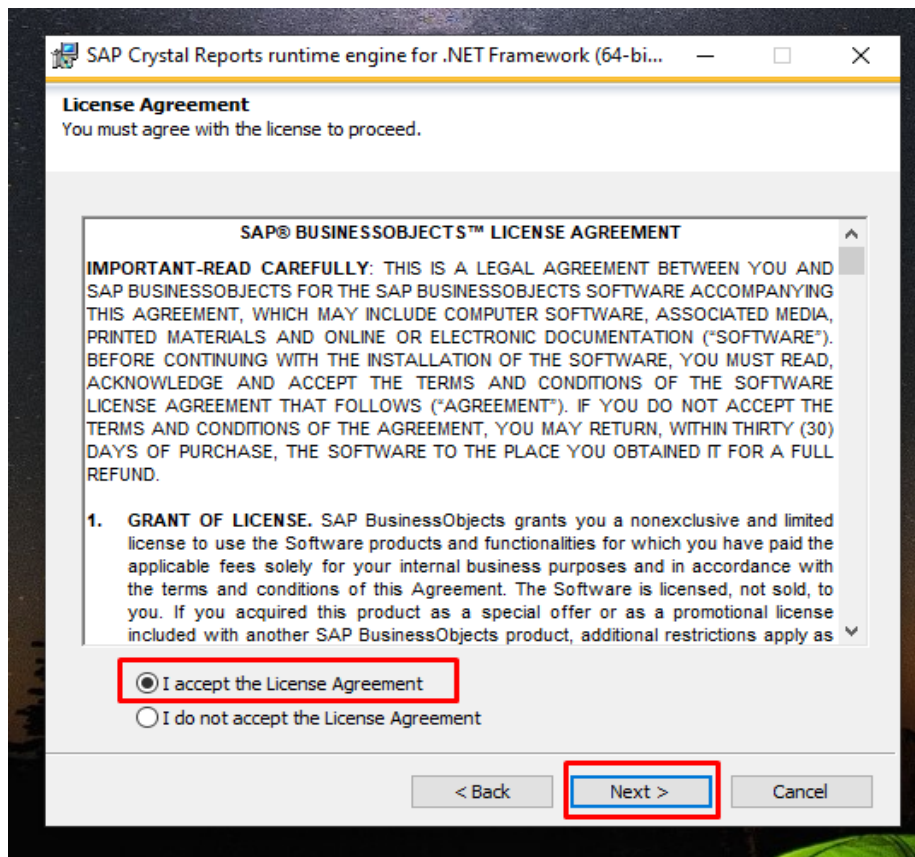 SAP Crystal Reports runtime engine for .NET Framework (64-bi...
License Agreement
You must agree with the license to proceed.
SAP® BUSINESSOBJECTS™ LICENSE AGREEMENT
IMPORTANT-READ CAREFULLY: THIS IS A LEGAL AGREEMENT BETWEEN YOU AND
SAP BUSINESSOBJECTS FOR THE SAP BUSINESSOBJECTS SOFTWARE ACCOMPANYING
THIS AGREEMENT, WHICH MAY INCLUDE COMPUTER SOFTWARE, ASSOCIATED MEDIA,
PRINTED MATERIALS AND ONLINE OR ELECTRONIC DOCUMENTATION (“SOFTWARE”).
BEFORE CONTINUING WITH THE INSTALLATION OF THE SOFTWARE, YOU MUST READ,
ACKNOWLEDGE AND ACCEPT THE TERMS AND CONDITIONS OF THE SOFTWARE
LICENSE AGREEMENT THAT FOLLOWS (“AGREEMENT”). IF YOU DO NOT ACCEPT THE
TERMS AND CONDITIONS OF THE AGREEMENT, YOU MAY RETURN, WITHIN THIRTY (30)
DAYS OF PURCHASE, THE SOFTWARE TO THE PLACE YOU OBTAINED IT FOR A FULL
REFUND.
1. GRANT OF LICENSE. SAP BusinessObjects grants you a nonexclusive and limited
license to use the Software products and functionalities for which you have paid the
applicable fees solely for your internal business purposes and in accordance with
the terms and conditions of this Agreement. The Software is licensed, not sold, to
you. If you acquired this product as a special offer or as a promotional license
included with another SAP BusinessObjects product, additional restrictions apply as
I accept the License Agreement
I do not accept the License Agreement
< Back Next > Cancel